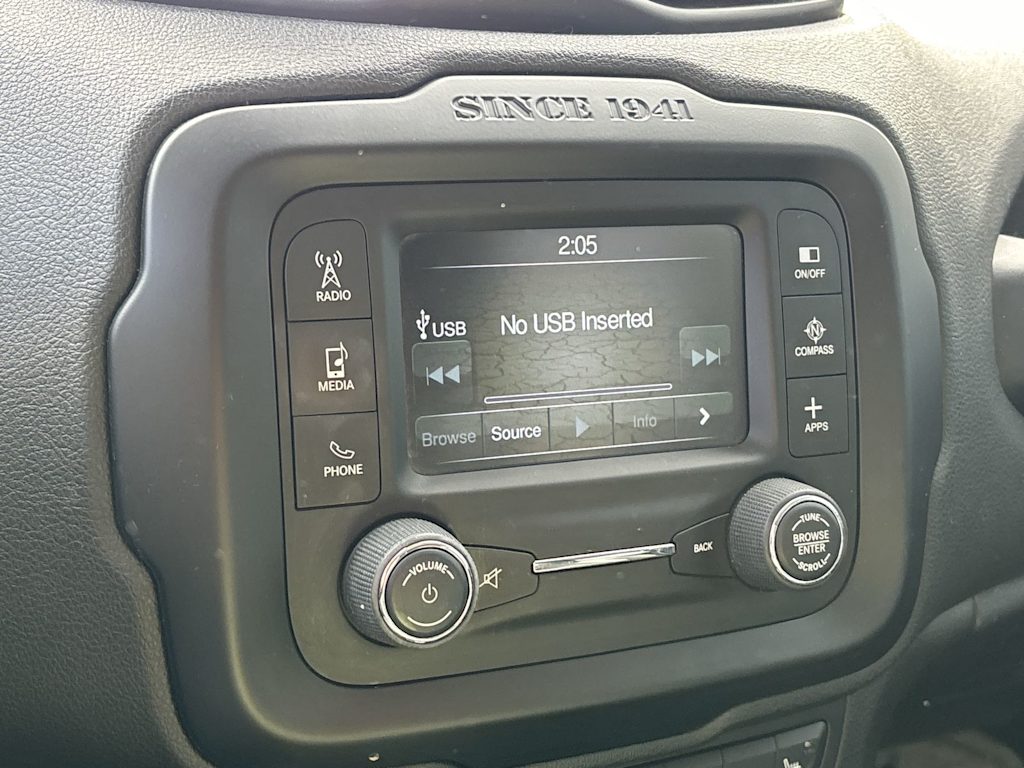 SINCE 1941
2:05
RADIO
MEDIA
PHONE
USB
No USB Inserted
Browse
Source
Info
ON/OFF
N
COMPASS
APPS
VOLUME
BACK
TUNE
BROWSE
ENTER
SCROLL